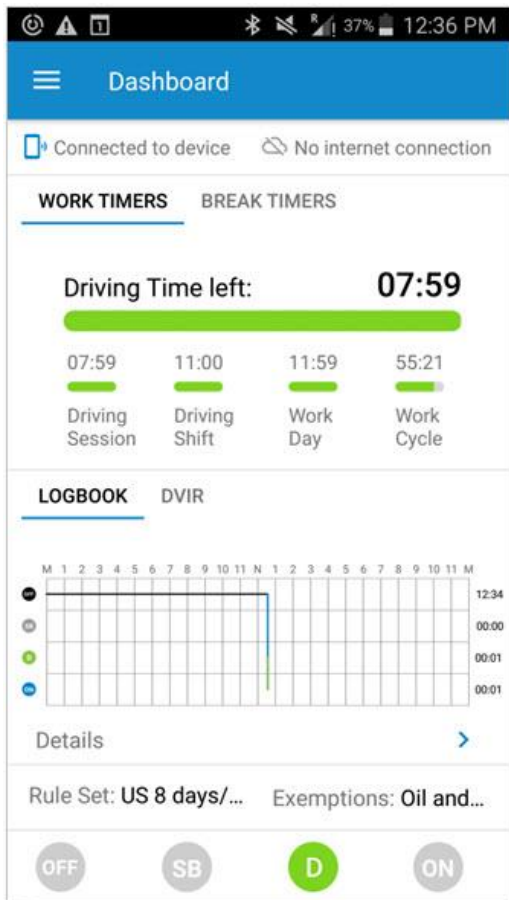 1 R 37% 12:36 PM
Dashboard
Connected to device No internet connection
WORK TIMERS BREAK TIMERS
Driving Time left: 07:59
07:59 11:00 11:59 55:21
Driving Driving Work Work
Session Shift Day Cycle
LOGBOOK DVIR
M 1 2 3 4 5 6 7 8 9 10 11 N 1 2 3 4 5 6 7 8 9 10 11 M
OFF 12:34
SB 00:00
D 00:01
ON 00:01
Details
Rule Set: US 8 days/... Exemptions: Oil and...
OFF SB D ON